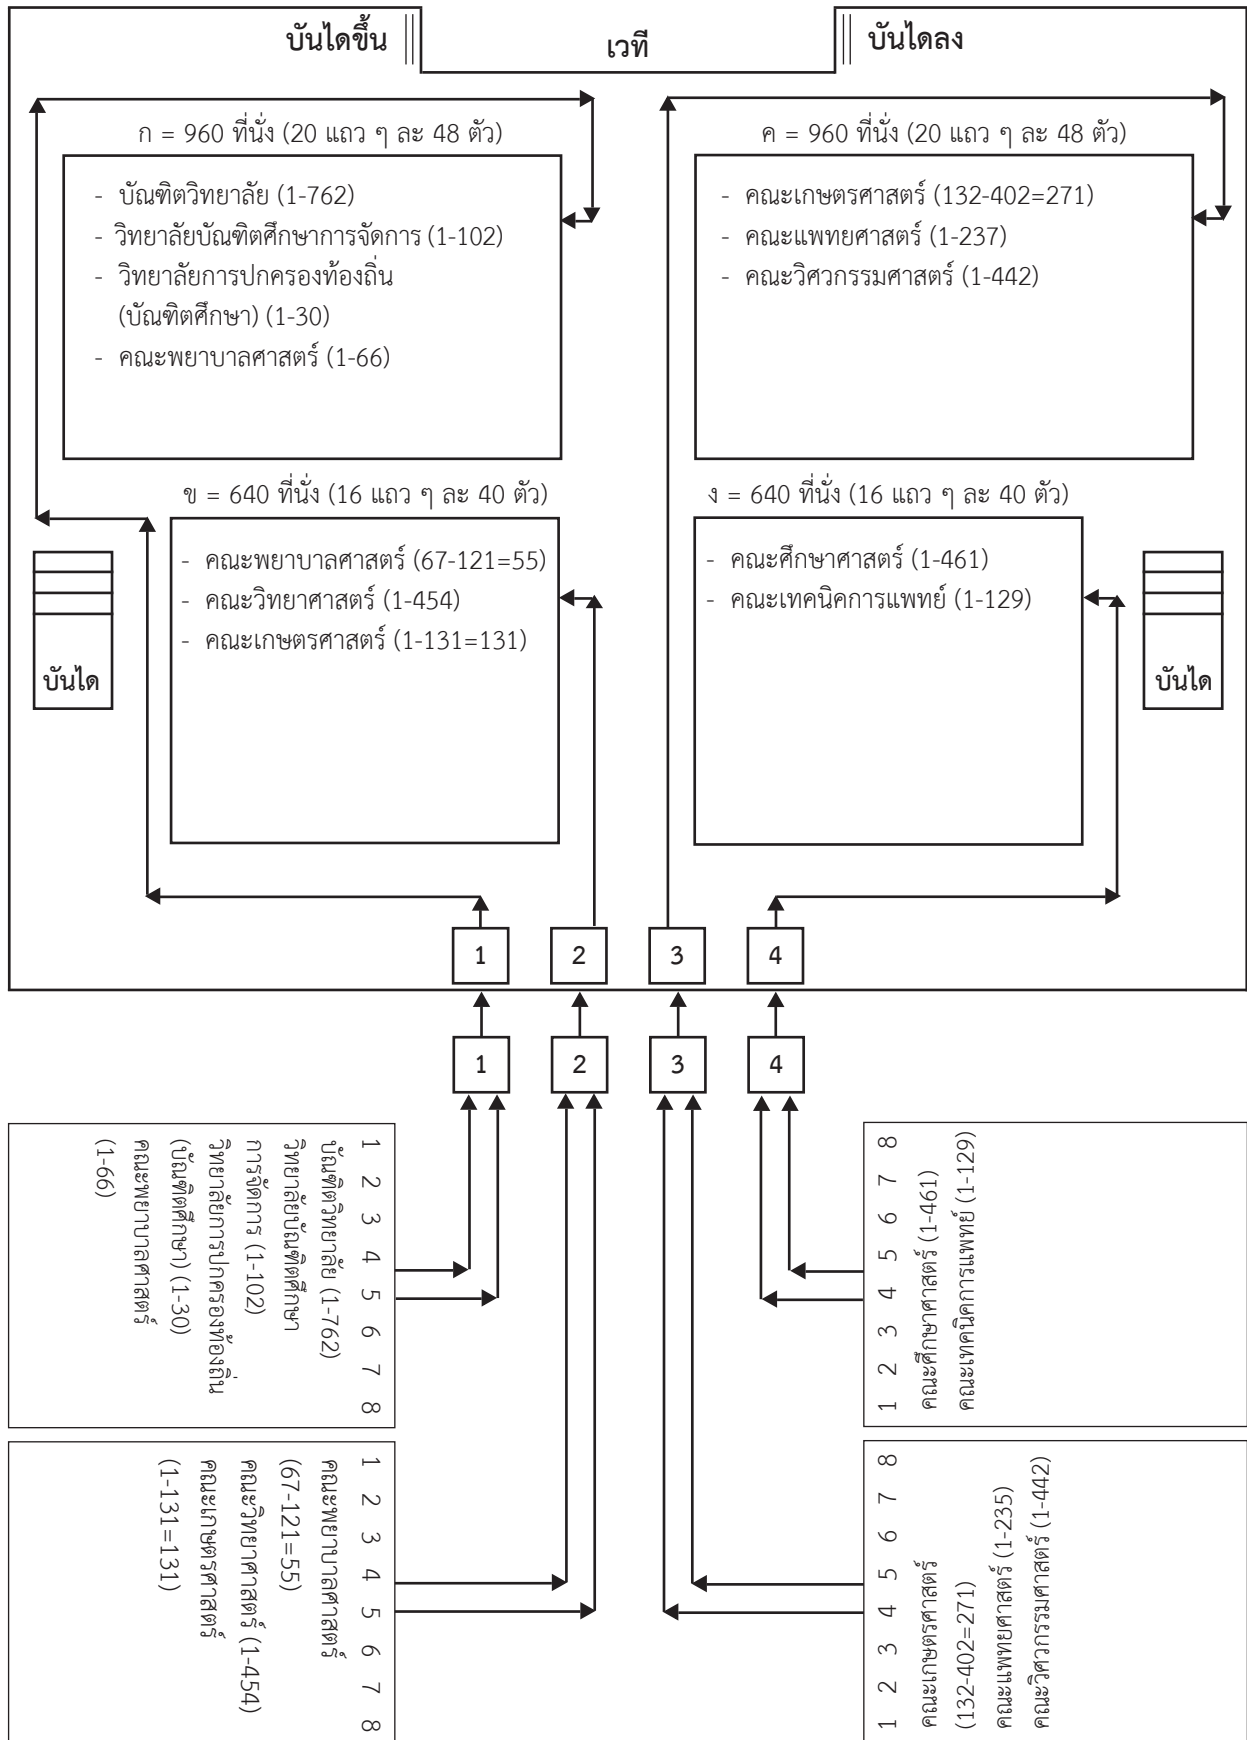 บันไดขึ้น
เวที
บันไดลง
ก = 960 ที่นั่ง (20 แถว ๆ ละ 48 ตัว)
- บัณฑิตวิทยาลัย (1-762)
- วิทยาลัยบัณฑิตศึกษาการจัดการ (1-102)
- วิทยาลัยการปกครองท้องถิ่น
(บัณฑิตศึกษา) (1-30)
- คณะพยาบาลศาสตร์ (1-66)
ค = 960 ที่นั่ง (20 แถว ๆ ละ 48 ตัว)
- คณะเกษตรศาสตร์ (132-402=271)
- คณะแพทยศาสตร์ (1-237)
- คณะวิศวกรรมศาสตร์ (1-442)
ข = 640 ที่นั่ง (16 แถว ๆ ละ 40 ตัว)
- คณะพยาบาลศาสตร์ (67-121=55)
- คณะวิทยาศาสตร์ (1-454)
- คณะเกษตรศาสตร์ (1-131=131)
ง = 640 ที่นั่ง (16 แถว ๆ ละ 40 ตัว)
- คณะศึกษาศาสตร์ (1-461)
- คณะเทคนิคการแพทย์ (1-129)
บันได
บันได
1 2 3 4
1 2 3 4
1 2 3 4 5 6 7 8
บัณฑิตวิทยาลัย (1-762)
วิทยาลัยบัณฑิตศึกษา
การจัดการ (1-102)
วิทยาลัยการปกครองท้องถิ่น
(บัณฑิตศึกษา) (1-30)
คณะพยาบาลศาสตร์
(1-66)
1 2 3 4 5 6 7 8
คณะศึกษาศาสตร์ (1-461)
คณะเทคนิคการแพทย์ (1-129)
1 2 3 4 5 6 7 8
คณะพยาบาลศาสตร์
(67-121=55)
คณะวิทยาศาสตร์ (1-454)
คณะเกษตรศาสตร์
(1-131=131)
1 2 3 4 5 6 7 8
คณะเกษตรศาสตร์
(132-402=271)
คณะแพทยศาสตร์ (1-235)
คณะวิศวกรรมศาสตร์ (1-442)